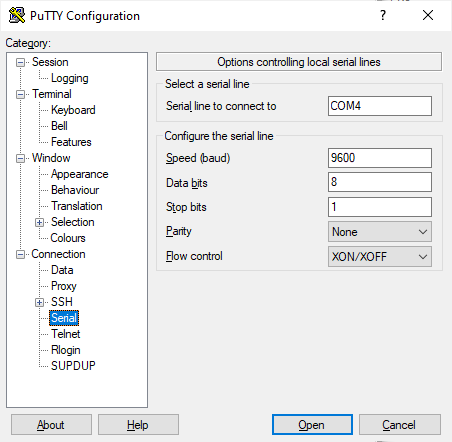 PuTTY Configuration
Category:
Session
Logging
Terminal
Keyboard
Bell
Features
Window
Appearance
Behaviour
Translation
Selection
Colours
Connection
Data
Proxy
SSH
Serial
Telnet
Rlogin
SUPDUP
Options controlling local serial lines
Select a serial line
Serial line to connect to COM4
Configure the serial line
Speed (baud) 9600
Data bits 8
Stop bits 1
Parity None
Flow control XON/XOFF
About Help Open Cancel